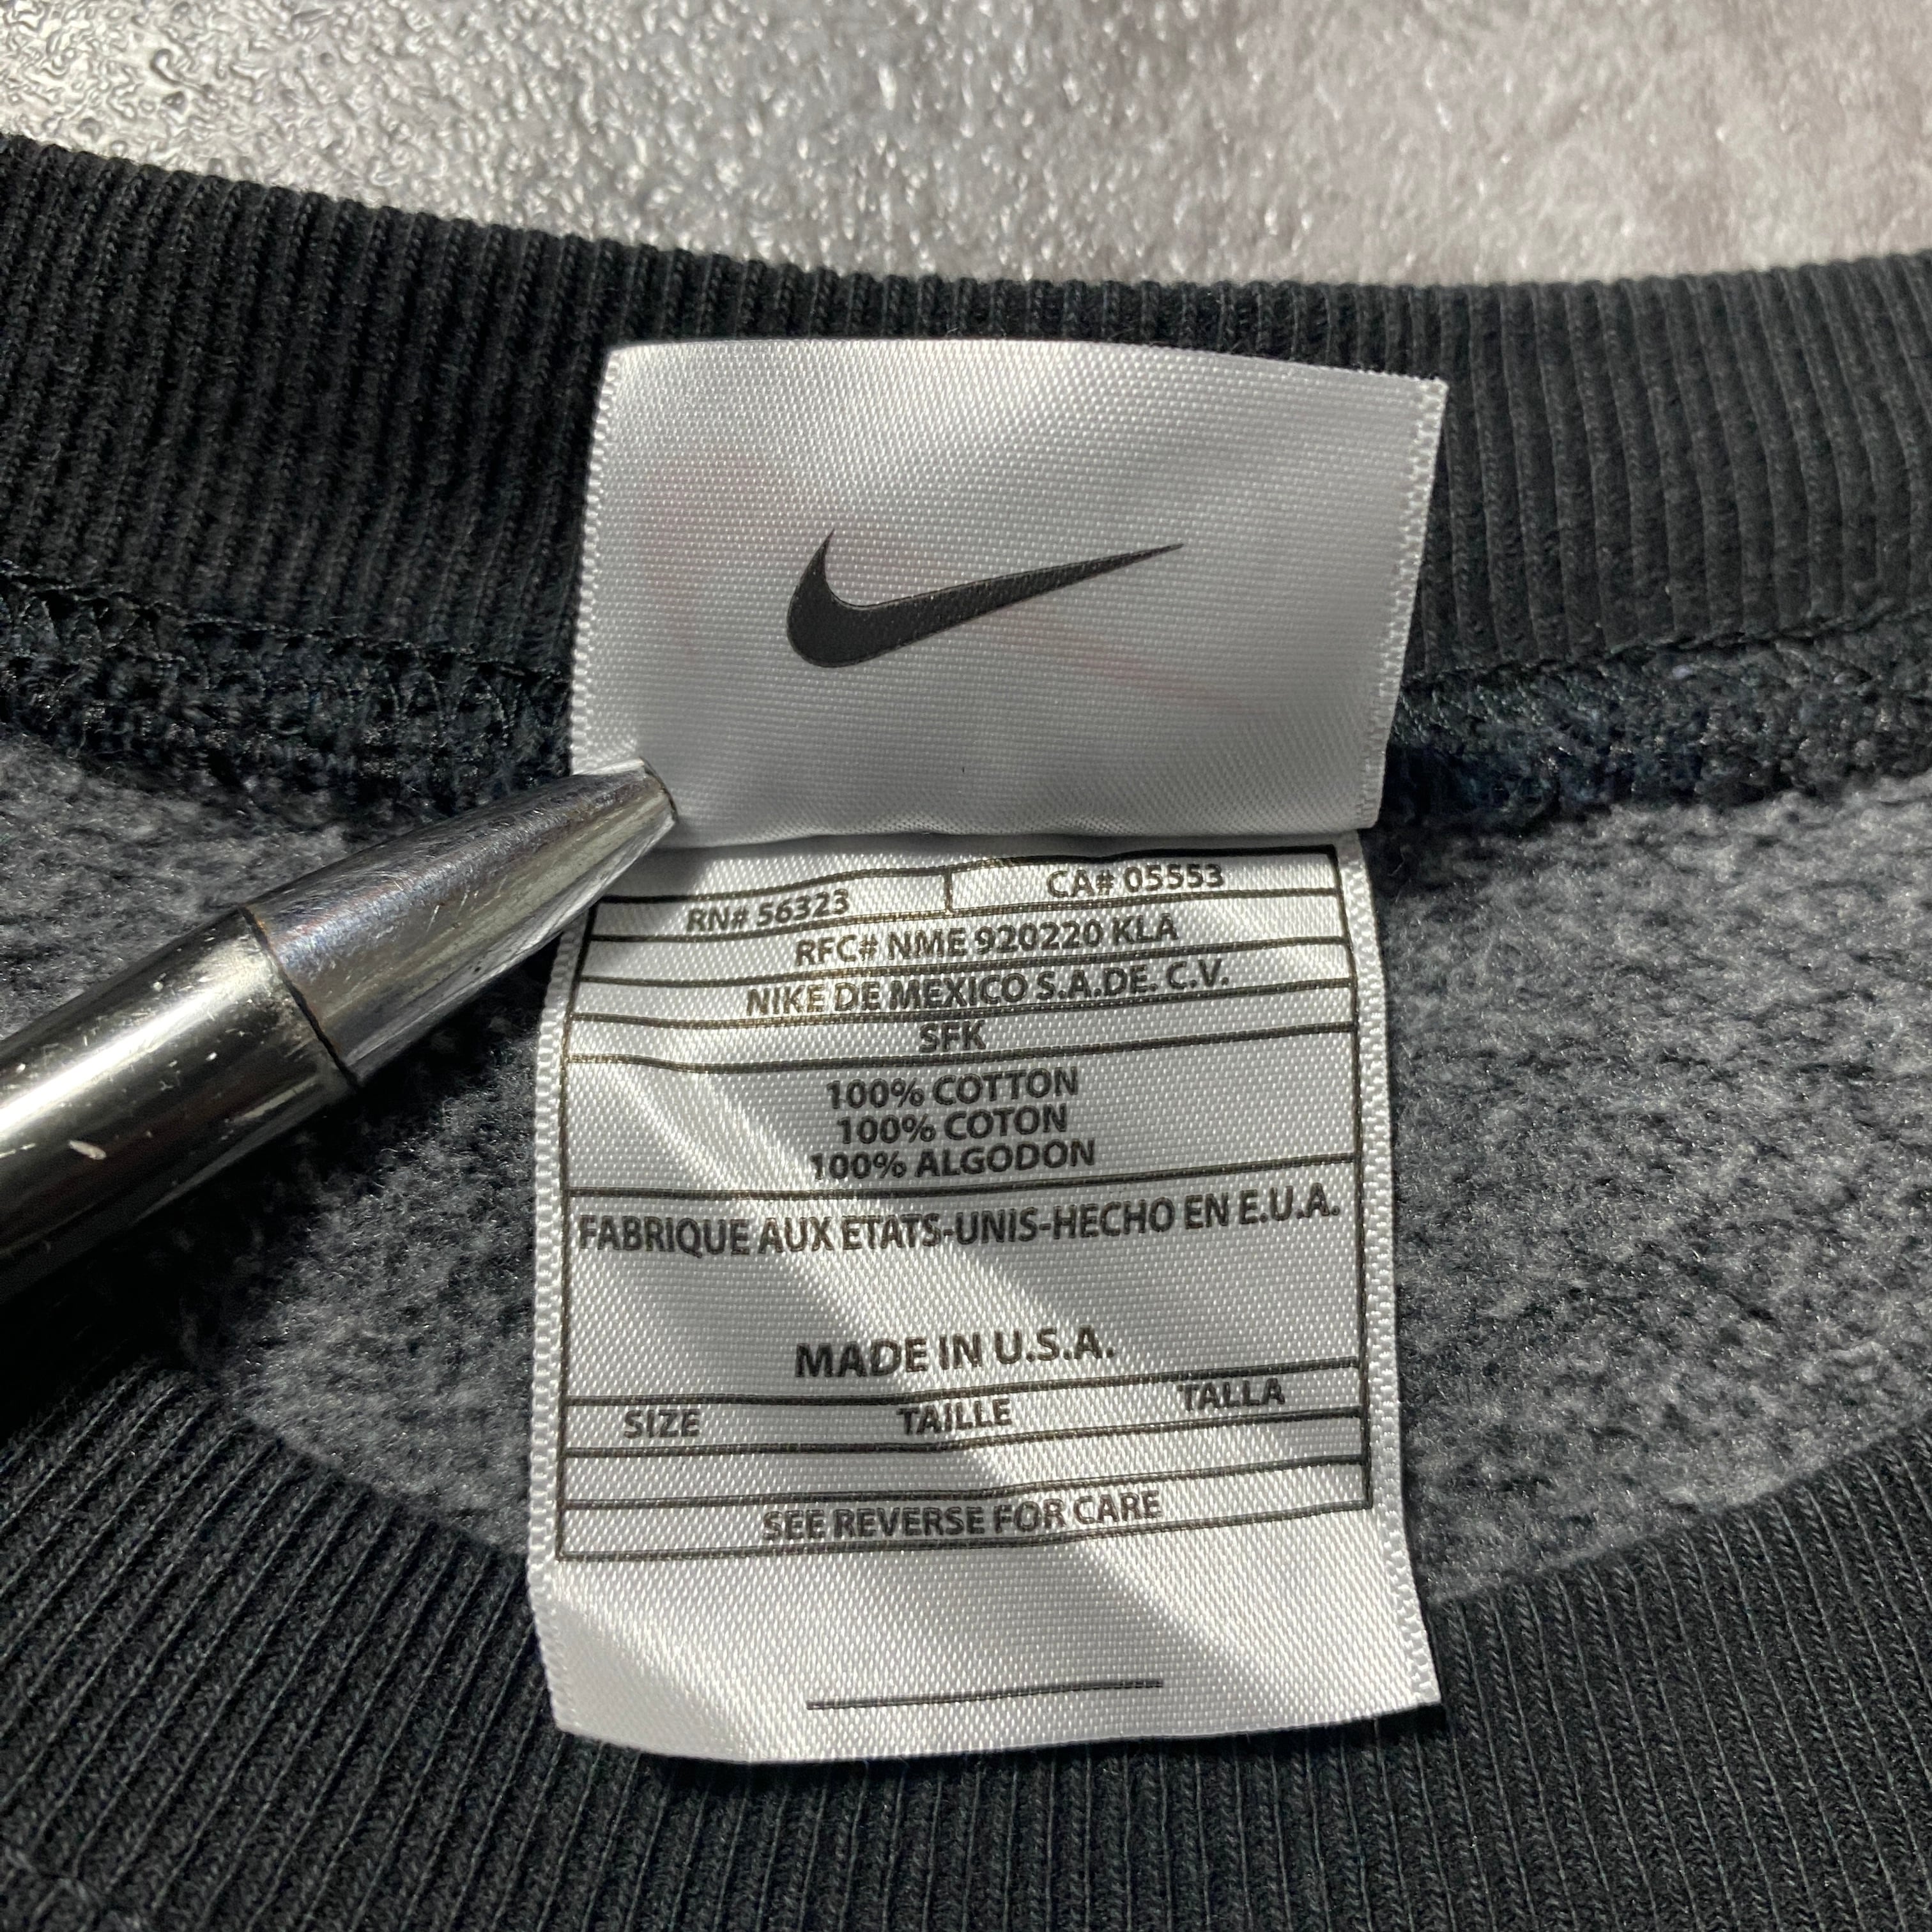 RN# 56323 CA# 05553
RFC# NME 920220 KLA
NIKE DE MEXICO S.A.DE. C.V.
SFK
100% COTTON
100% COTON
100% ALGODON
FABRIQUE AUX ETATS-UNIS-HECHO EN E.U.A.
MADE IN U.S.A.
SIZE TAILLE TALLA
SEE REVERSE FOR CARE